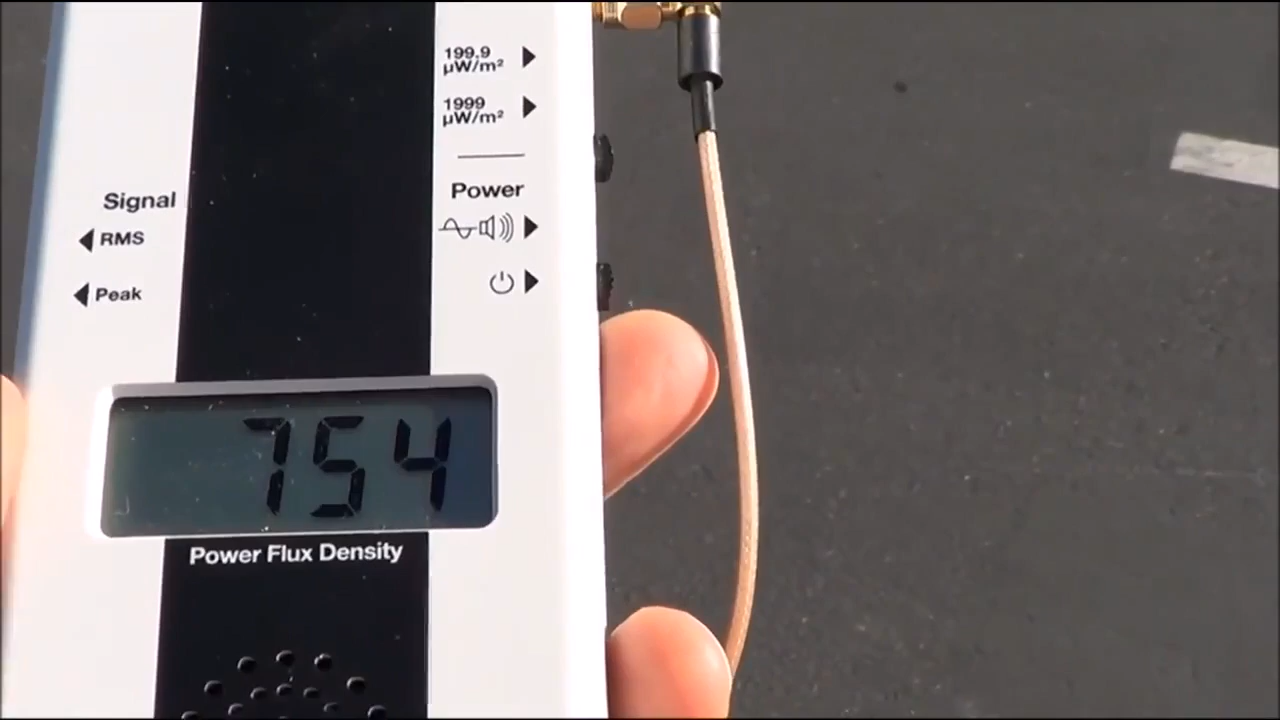 199.9
µW/m²
1999
µW/m²
Power
Signal
RMS
Peak
754
Power Flux Density